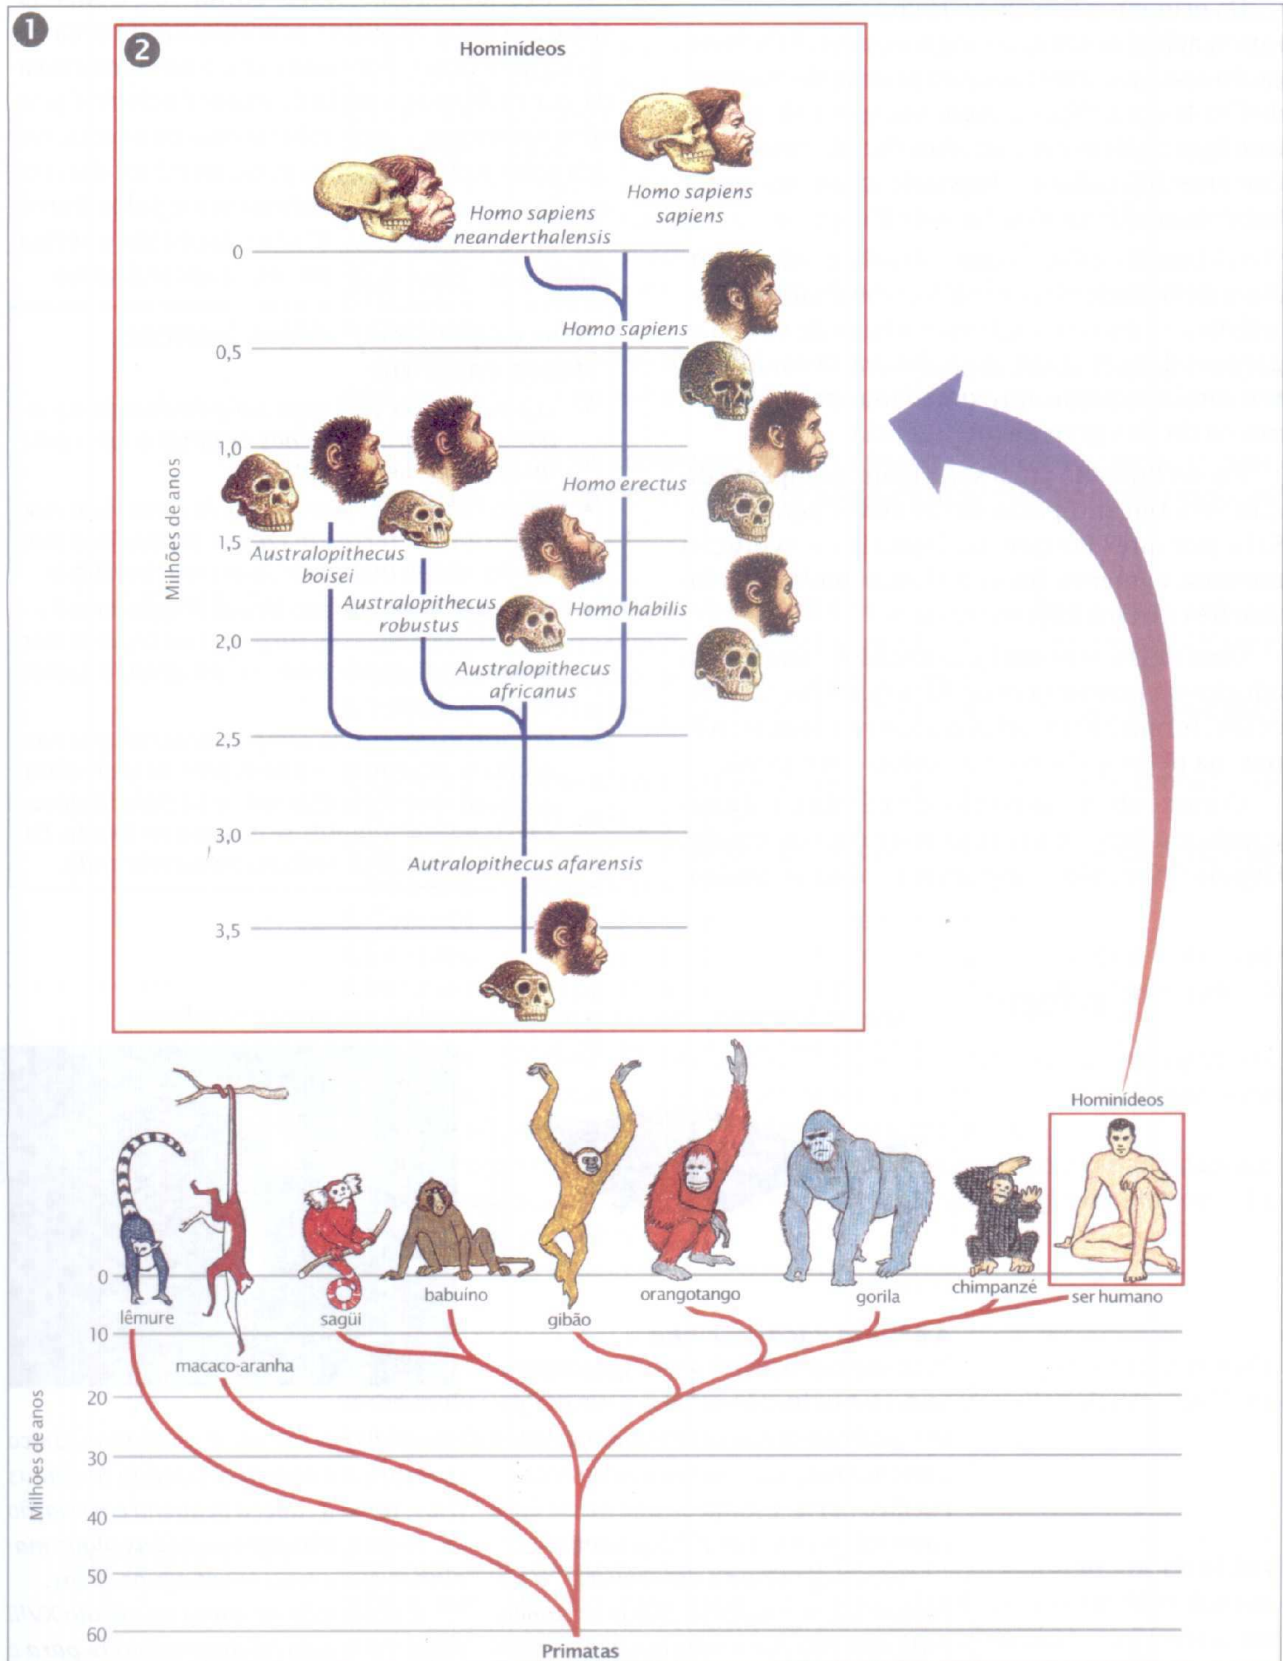 1
2
Hominídeos
Homo sapiens
sapiens
Homo sapiens
neanderthalensis
0
Homo sapiens
0,5
1,0
Homo erectus
1,5
Australopithecus
boisei
Australopithecus
robustus
Homo habilis
2,0
Australopithecus
africanus
2,5
3,0
Autralopithecus afarensis
3,5
Milhões de anos
Hominídeos
0
lêmure
macaco-aranha
sagüi
babuíno
gibão
orangotango
gorila
chimpanzé
ser humano
10
20
30
40
50
60
Milhões de anos
Primatas